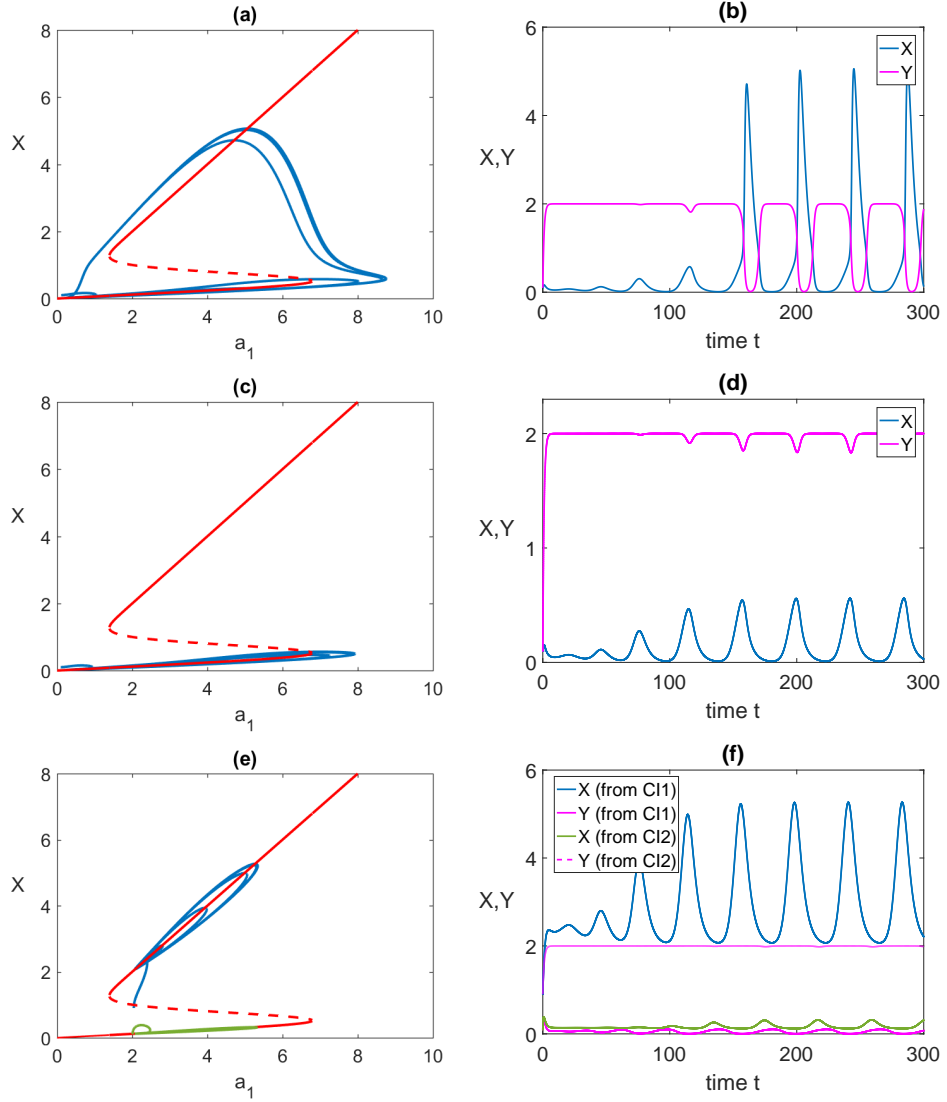 (a)
8
6
4
2
0
X
0 2 4 6 8 10
a1
(b)
6
4
2
0
X,Y
0 100 200 300
time t
X
Y
(c)
8
6
4
2
0
X
0 2 4 6 8 10
a1
(d)
2
1
0
X,Y
0 100 200 300
time t
X
Y
(e)
8
6
4
2
0
X
0 2 4 6 8 10
a1
(f)
6
4
2
0
X,Y
0 100 200 300
time t
X (from CI1)
Y (from CI1)
X (from CI2)
Y (from CI2)